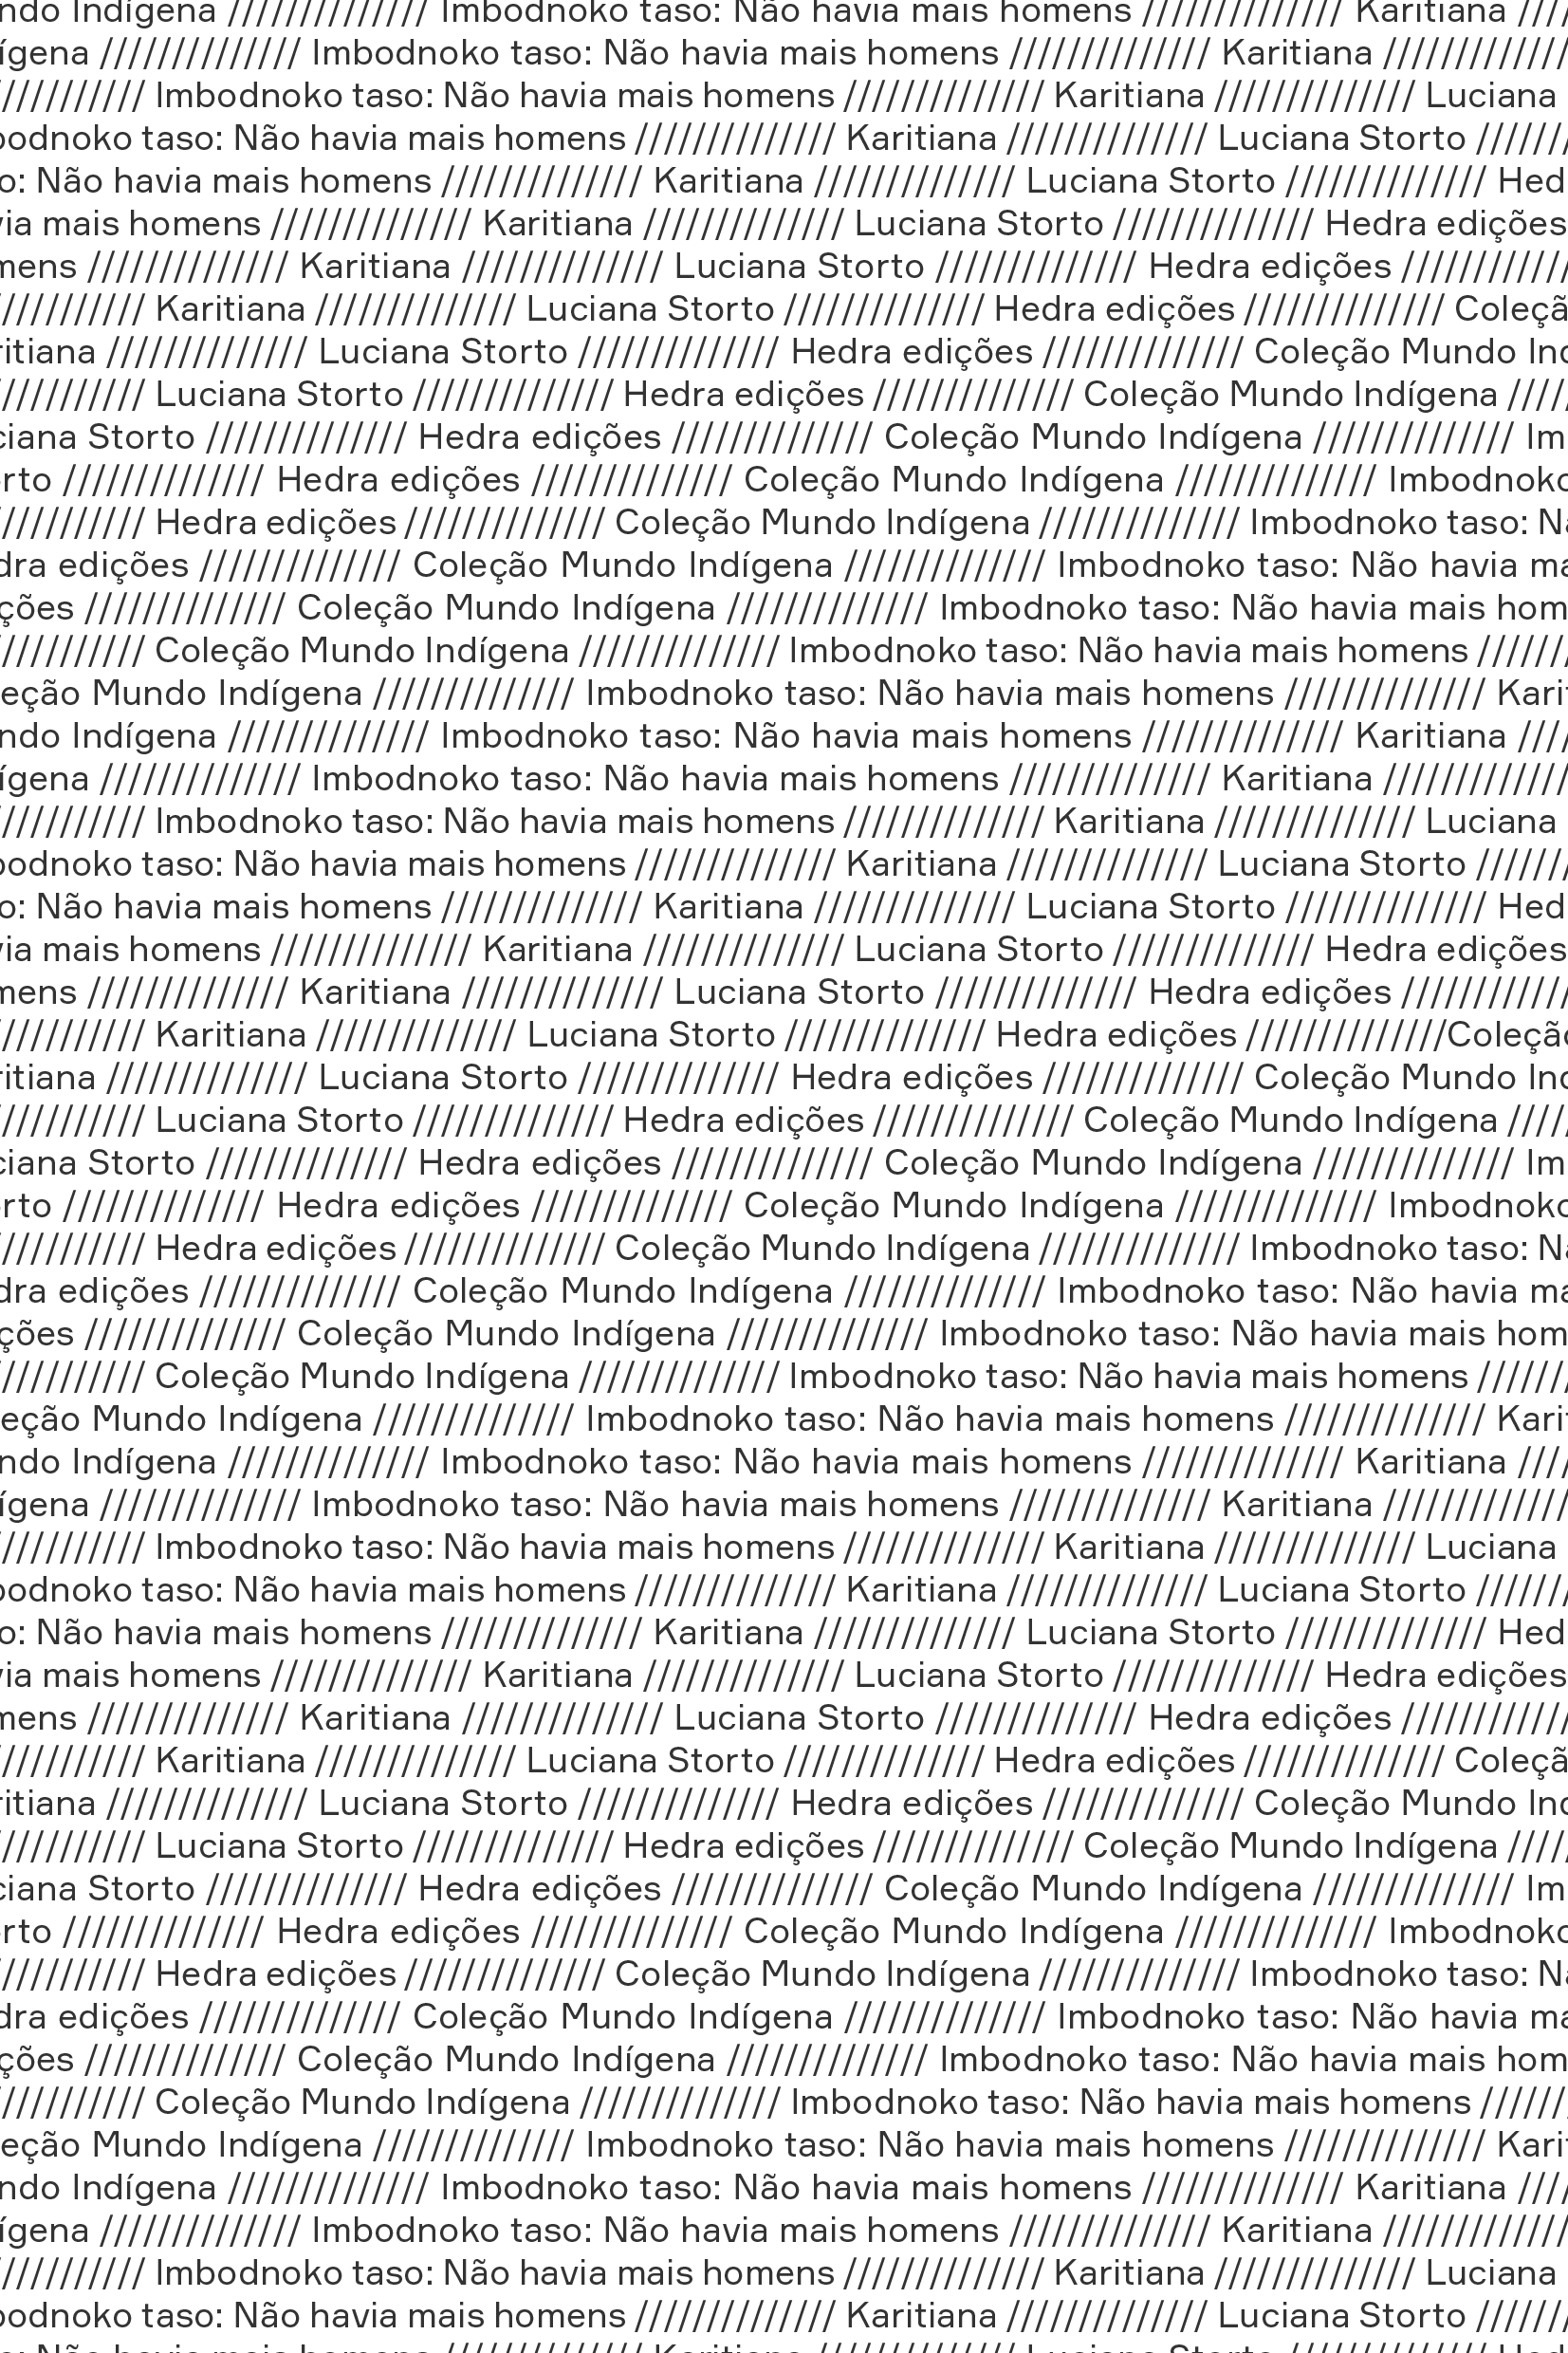 ndo Indígena ////////////// Imbodnoko taso: Não havia mais homens ////////////// Karitiana ////
ígena ////////////// Imbodnoko taso: Não havia mais homens ////////////// Karitiana /////////////
/////////// Imbodnoko taso: Não havia mais homens ////////////// Karitiana ////////////// Luciana
bodnoko taso: Não havia mais homens ////////////// Karitiana ////////////// Luciana Storto ///////
o: Não havia mais homens ////////////// Karitiana ////////////// Luciana Storto ////////////// Hed
via mais homens ////////////// Karitiana ////////////// Luciana Storto ////////////// Hedra edições
mens ////////////// Karitiana ////////////// Luciana Storto ////////////// Hedra edições ////////////
/////////// Karitiana ////////////// Luciana Storto ////////////// Hedra edições ////////////// Coleçã
ritiana ////////////// Luciana Storto ////////////// Hedra edições ////////////// Coleção Mundo Ind
/////////// Luciana Storto ////////////// Hedra edições ////////////// Coleção Mundo Indígena ////
ciana Storto ////////////// Hedra edições ////////////// Coleção Mundo Indígena ////////////// Im
rto ////////////// Hedra edições ////////////// Coleção Mundo Indígena ////////////// Imbodnoko
/////////// Hedra edições ////////////// Coleção Mundo Indígena ////////////// Imbodnoko taso: Nã
dra edições ////////////// Coleção Mundo Indígena ////////////// Imbodnoko taso: Não havia ma
ções ////////////// Coleção Mundo Indígena ////////////// Imbodnoko taso: Não havia mais hom
/////////// Coleção Mundo Indígena ////////////// Imbodnoko taso: Não havia mais homens ///////
eção Mundo Indígena ////////////// Imbodnoko taso: Não havia mais homens ////////////// Karit
ndo Indígena ////////////// Imbodnoko taso: Não havia mais homens ////////////// Karitiana ////
ígena ////////////// Imbodnoko taso: Não havia mais homens ////////////// Karitiana /////////////
/////////// Imbodnoko taso: Não havia mais homens ////////////// Karitiana ////////////// Luciana
bodnoko taso: Não havia mais homens ////////////// Karitiana ////////////// Luciana Storto ///////
o: Não havia mais homens ////////////// Karitiana ////////////// Luciana Storto ////////////// Hed
via mais homens ////////////// Karitiana ////////////// Luciana Storto ////////////// Hedra edições
mens ////////////// Karitiana ////////////// Luciana Storto ////////////// Hedra edições ////////////
/////////// Karitiana ////////////// Luciana Storto ////////////// Hedra edições //////////////Coleção
ritiana ////////////// Luciana Storto ////////////// Hedra edições ////////////// Coleção Mundo Ind
/////////// Luciana Storto ////////////// Hedra edições ////////////// Coleção Mundo Indígena ////
ciana Storto ////////////// Hedra edições ////////////// Coleção Mundo Indígena ////////////// Im
rto ////////////// Hedra edições ////////////// Coleção Mundo Indígena ////////////// Imbodnoko
/////////// Hedra edições ////////////// Coleção Mundo Indígena ////////////// Imbodnoko taso: Nã
dra edições ////////////// Coleção Mundo Indígena ////////////// Imbodnoko taso: Não havia ma
ções ////////////// Coleção Mundo Indígena ////////////// Imbodnoko taso: Não havia mais hom
/////////// Coleção Mundo Indígena ////////////// Imbodnoko taso: Não havia mais homens ///////
eção Mundo Indígena ////////////// Imbodnoko taso: Não havia mais homens ////////////// Karit
ndo Indígena ////////////// Imbodnoko taso: Não havia mais homens ////////////// Karitiana ////
ígena ////////////// Imbodnoko taso: Não havia mais homens ////////////// Karitiana /////////////
/////////// Imbodnoko taso: Não havia mais homens ////////////// Karitiana ////////////// Luciana
bodnoko taso: Não havia mais homens ////////////// Karitiana ////////////// Luciana Storto ///////
o: Não havia mais homens ////////////// Karitiana ////////////// Luciana Storto ////////////// Hed
via mais homens ////////////// Karitiana ////////////// Luciana Storto ////////////// Hedra edições
mens ////////////// Karitiana ////////////// Luciana Storto ////////////// Hedra edições ////////////
/////////// Karitiana ////////////// Luciana Storto ////////////// Hedra edições ////////////// Coleçã
ritiana ////////////// Luciana Storto ////////////// Hedra edições ////////////// Coleção Mundo Ind
/////////// Luciana Storto ////////////// Hedra edições ////////////// Coleção Mundo Indígena ////
ciana Storto ////////////// Hedra edições ////////////// Coleção Mundo Indígena ////////////// Im
rto ////////////// Hedra edições ////////////// Coleção Mundo Indígena ////////////// Imbodnoko
/////////// Hedra edições ////////////// Coleção Mundo Indígena ////////////// Imbodnoko taso: Nã
dra edições ////////////// Coleção Mundo Indígena ////////////// Imbodnoko taso: Não havia ma
ções ////////////// Coleção Mundo Indígena ////////////// Imbodnoko taso: Não havia mais hom
/////////// Coleção Mundo Indígena ////////////// Imbodnoko taso: Não havia mais homens ///////
eção Mundo Indígena ////////////// Imbodnoko taso: Não havia mais homens ////////////// Karit
ndo Indígena ////////////// Imbodnoko taso: Não havia mais homens ////////////// Karitiana ////
ígena ////////////// Imbodnoko taso: Não havia mais homens ////////////// Karitiana /////////////
/////////// Imbodnoko taso: Não havia mais homens ////////////// Karitiana ////////////// Luciana
bodnoko taso: Não havia mais homens ////////////// Karitiana ////////////// Luciana Storto ///////
o: Não havia mais homens ////////////// Karitiana ////////////// Luciana Storto ////////////// Hed